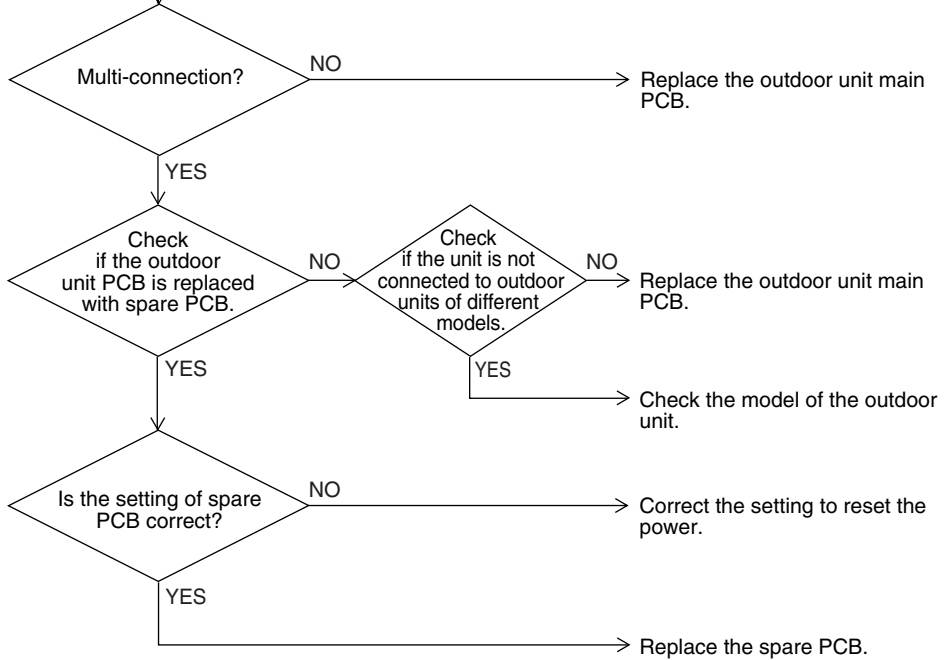 Multi-connection?
NO
Replace the outdoor unit main
PCB.
YES
Check
if the outdoor
unit PCB is replaced
with spare PCB.
NO
Check
if the unit is not
connected to outdoor
units of different
models.
NO
Replace the outdoor unit main
PCB.
YES
YES
Check the model of the outdoor
unit.
Is the setting of spare
PCB correct?
NO
Correct the setting to reset the
power.
YES
Replace the spare PCB.